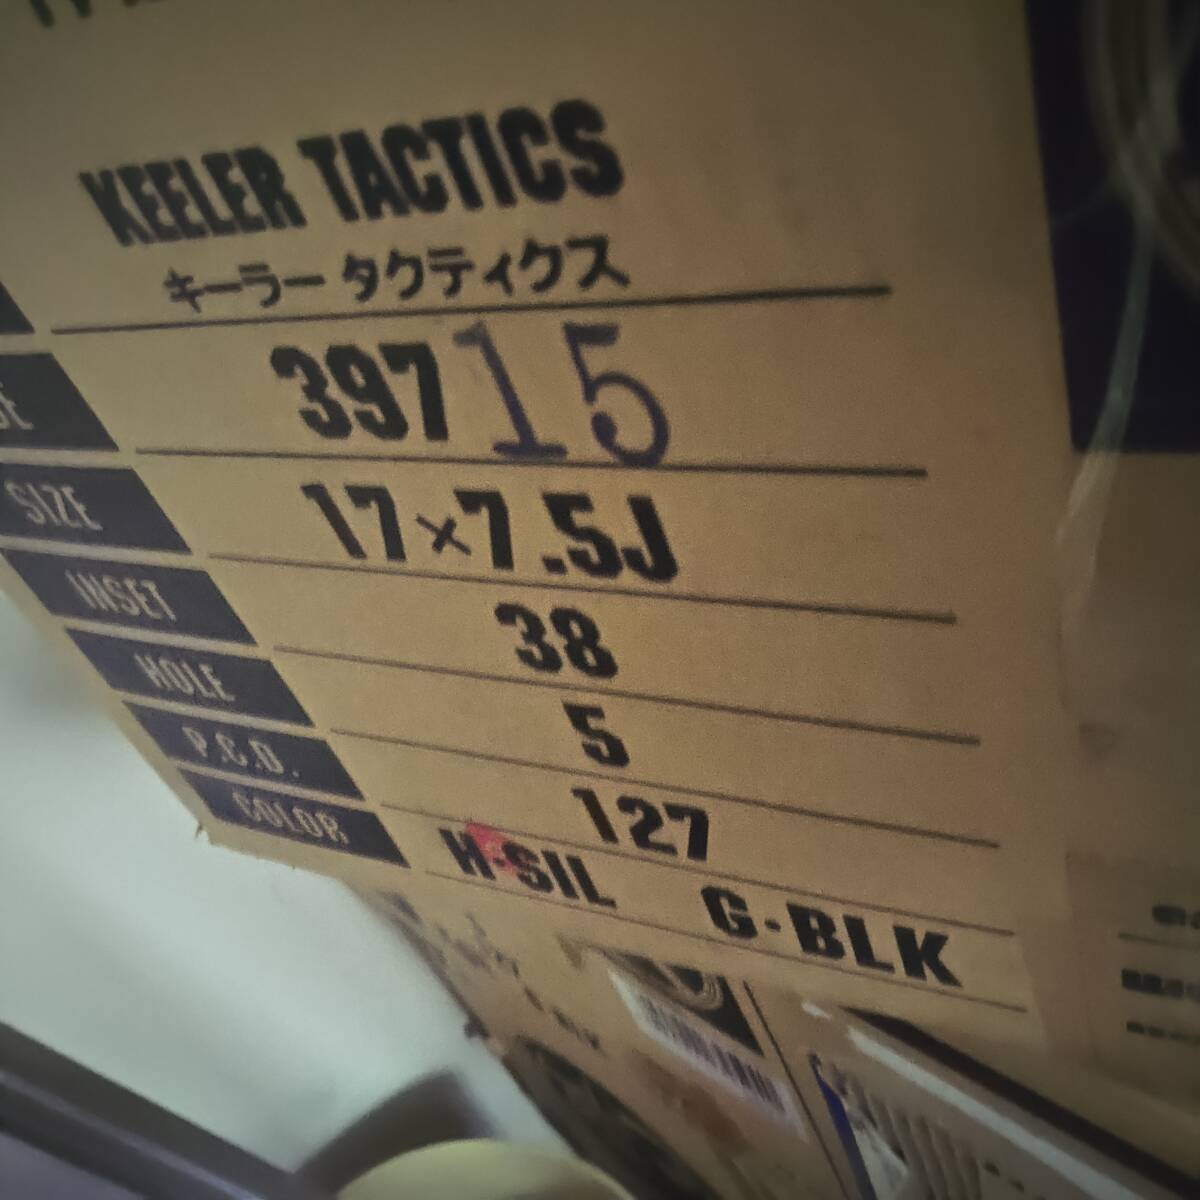 KEELER TACTICS
キーラー タクティクス
397 15
SIZE 17×7.5J
INSET 38
HOLE 5
P.C.D. 127
COLOR H-SIL G-BLK